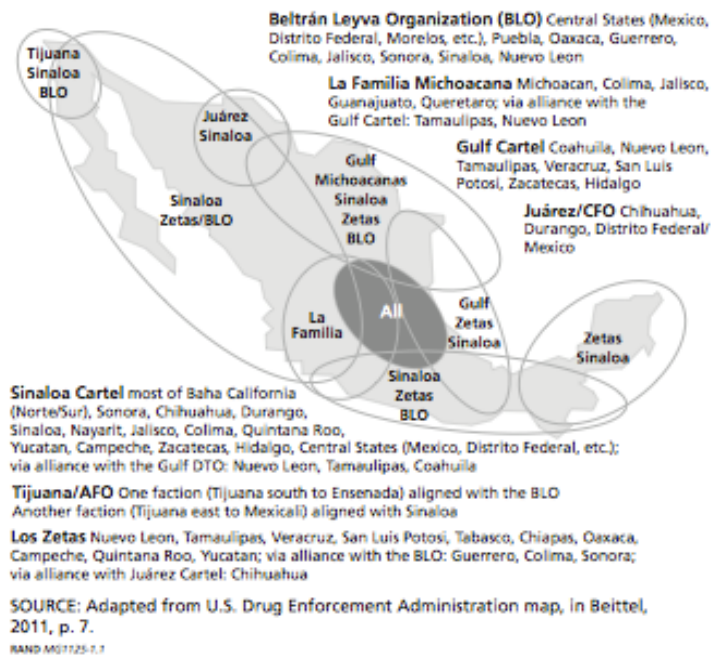 Beltrán Leyva Organization (BLO) Central States (Mexico,
Distrito Federal, Morelos, etc.), Puebla, Oaxaca, Guerrero,
Colima, Jalisco, Sonora, Sinaloa, Nuevo Leon
La Familia Michoacana Michoacan, Colima, Jalisco,
Guanajuato, Queretaro; via alliance with the
Gulf Cartel: Tamaulipas, Nuevo Leon
Gulf Cartel Coahuila, Nuevo Leon,
Tamaulipas, Veracruz, San Luis
Potosi, Zacatecas, Hidalgo
Juárez/CFO Chihuahua,
Durango, Distrito Federal/
Mexico
Tijuana
Sinaloa
BLO
Juárez
Sinaloa
Gulf
Michoacanas
Sinaloa
Zetas
BLO
Sinaloa
Zetas/BLO
All
La
Familia
Gulf
Zetas
Sinaloa
Zetas
Sinaloa
Sinaloa
Zetas
BLO
Sinaloa Cartel most of Baha California
(Norte/Sur), Sonora, Chihuahua, Durango,
Sinaloa, Nayarit, Jalisco, Colima, Quintana Roo,
Yucatan, Campeche, Zacatecas, Hidalgo, Central States (Mexico, Distrito Federal, etc.);
via alliance with the Gulf DTO: Nuevo Leon, Tamaulipas, Coahuila
Tijuana/AFO One faction (Tijuana south to Ensenada) aligned with the BLO
Another faction (Tijuana east to Mexicali) aligned with Sinaloa
Los Zetas Nuevo Leon, Tamaulipas, Veracruz, San Luis Potosi, Tabasco, Chiapas, Oaxaca,
Campeche, Quintana Roo, Yucatan; via alliance with the BLO: Guerrero, Colima, Sonora;
via alliance with Juárez Cartel: Chihuahua
SOURCE: Adapted from U.S. Drug Enforcement Administration map, in Beittel,
2011, p. 7.
RAND MG1125-1.1